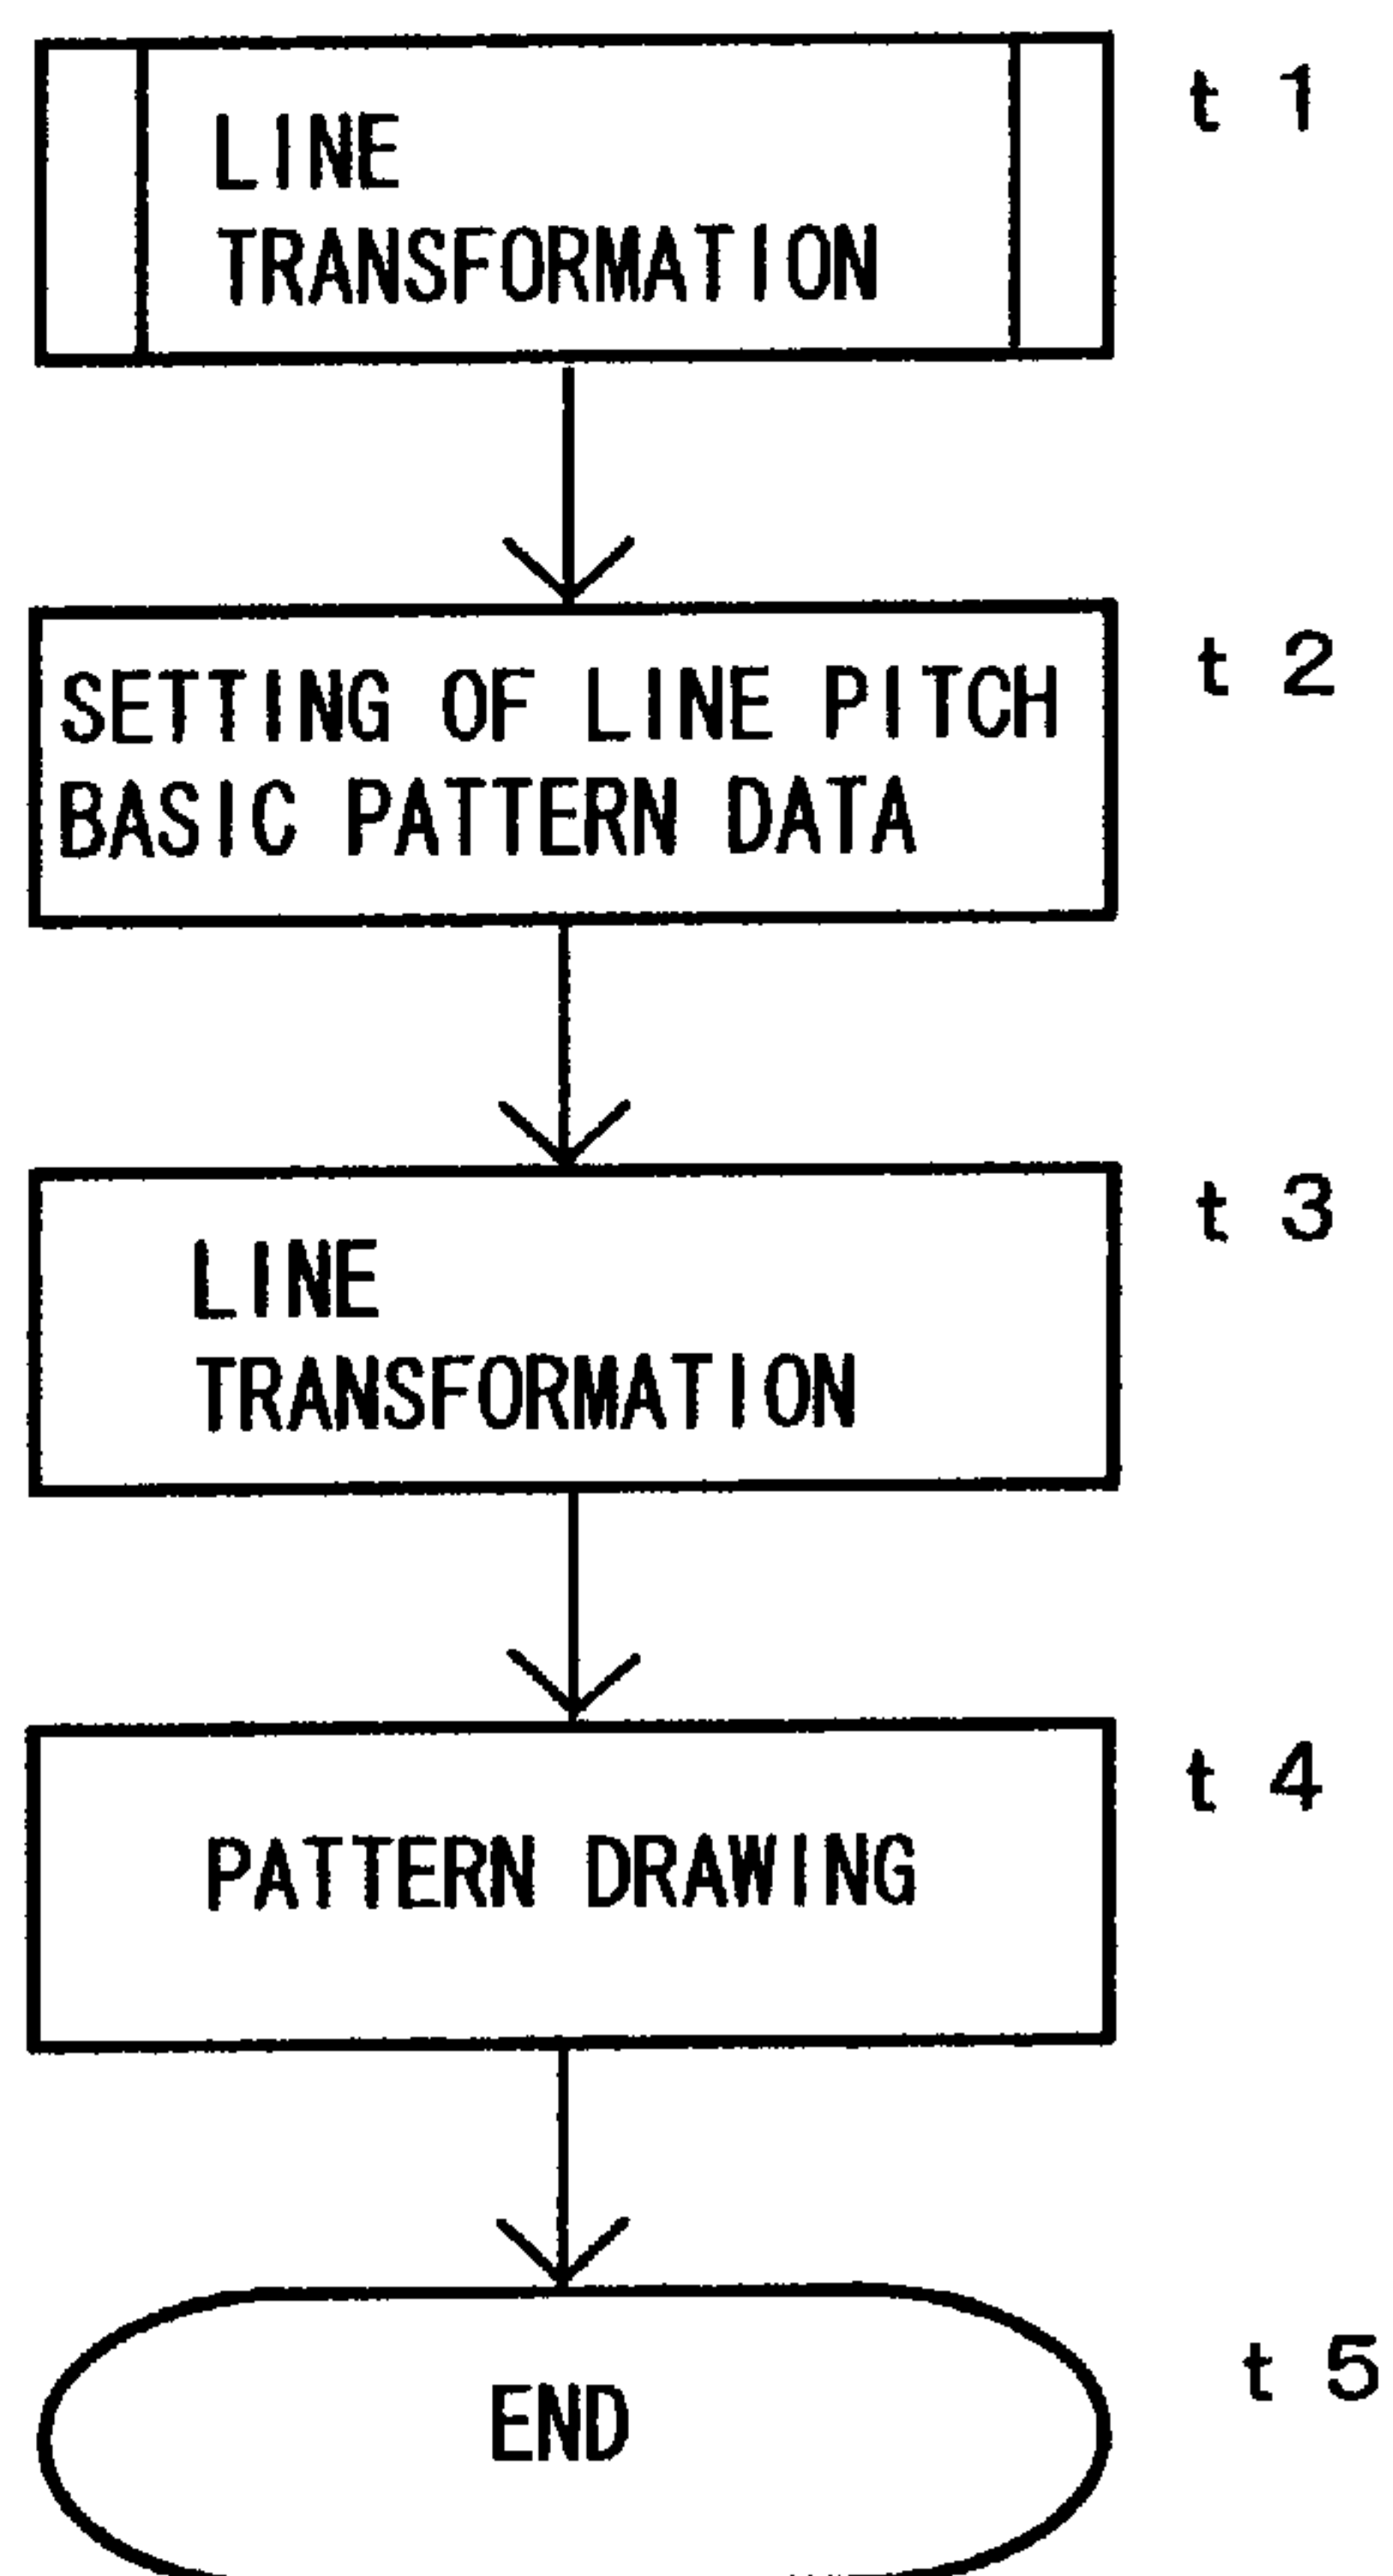 t 1
LINE
TRANSFORMATION
t 2
SETTING OF LINE PITCH
BASIC PATTERN DATA
t 3
LINE
TRANSFORMATION
t 4
PATTERN DRAWING
t 5
END